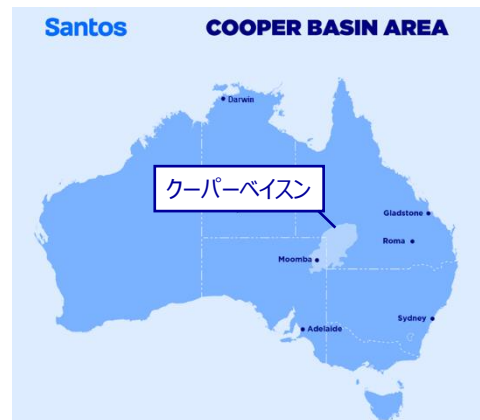 Santos
COOPER BASIN AREA
Darwin
クーパーベイスン
Gladstone
Roma
Moomba
Sydney
Adelaide